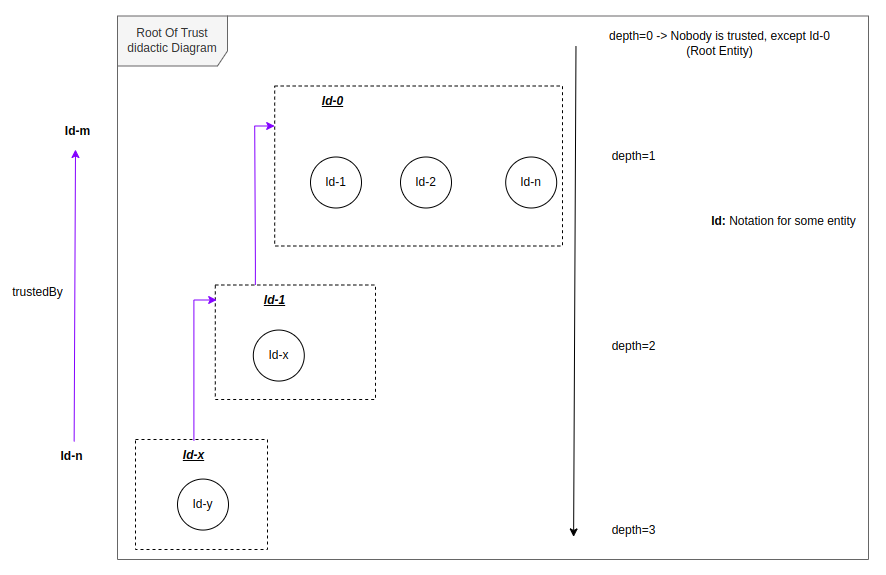 Root Of Trust
didactic Diagram
depth=0 -> Nobody is trusted, except Id-0
(Root Entity)
Id-0
Id-m
depth=1
Id-1
Id-2
Id-n
Id: Notation for some entity
trustedBy
Id-1
depth=2
Id-x
Id-n
Id-x
Id-y
depth=3